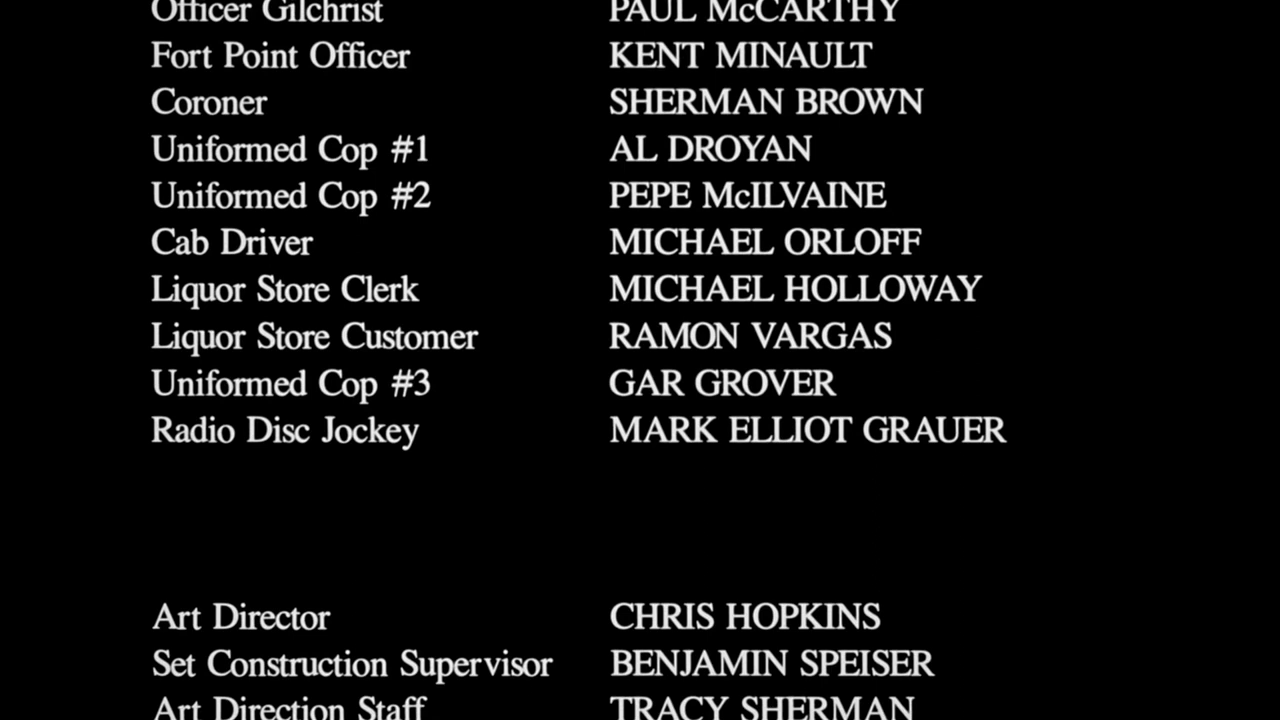 Officer Gilchrist PAUL McCARTHY
Fort Point Officer KENT MINAULT
Coroner SHERMAN BROWN
Uniformed Cop #1 AL DROYAN
Uniformed Cop #2 PEPE McILVAINE
Cab Driver MICHAEL ORLOFF
Liquor Store Clerk MICHAEL HOLLOWAY
Liquor Store Customer RAMON VARGAS
Uniformed Cop #3 GAR GROVER
Radio Disc Jockey MARK ELLIOT GRAUER
Art Director CHRIS HOPKINS
Set Construction Supervisor BENJAMIN SPEISER
Art Direction Staff TRACY SHERMAN